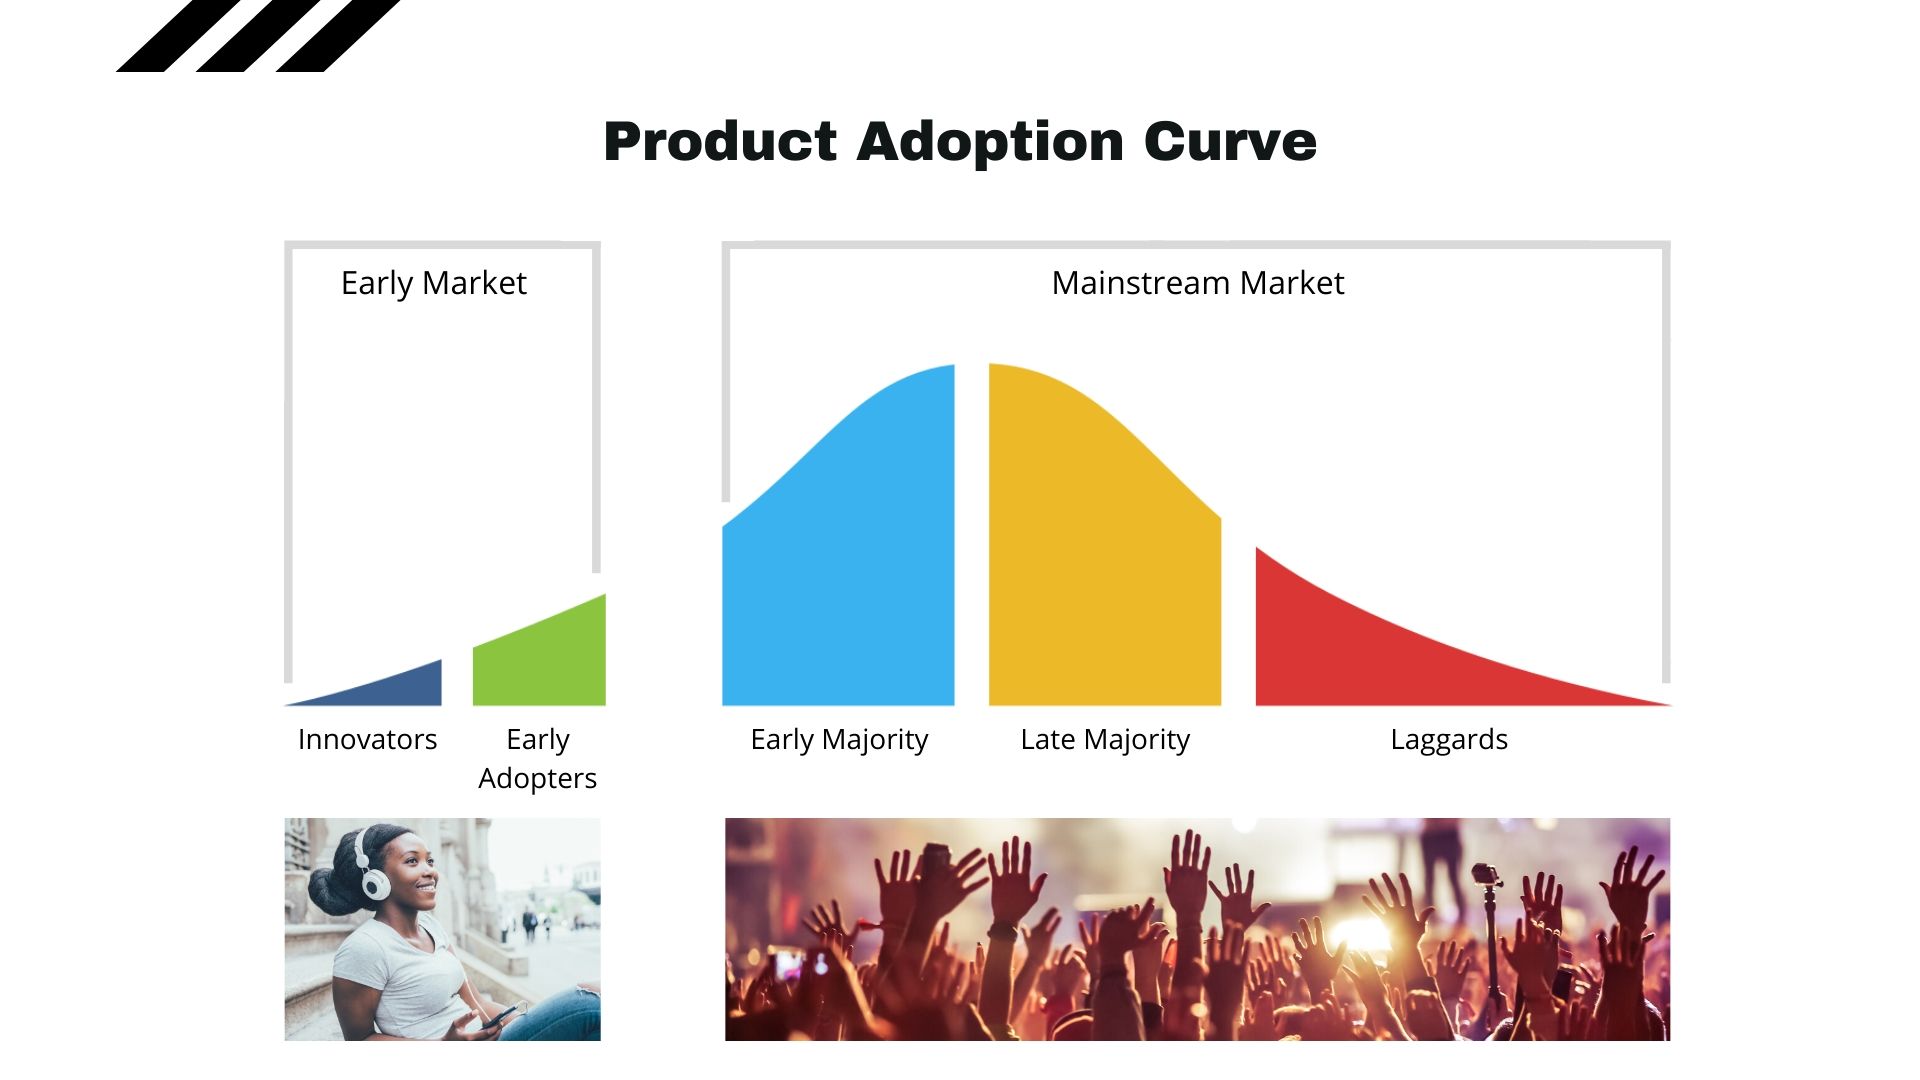 Product Adoption Curve
Early Market
Mainstream Market
Innovators
Early
Adopters
Early Majority
Late Majority
Laggards